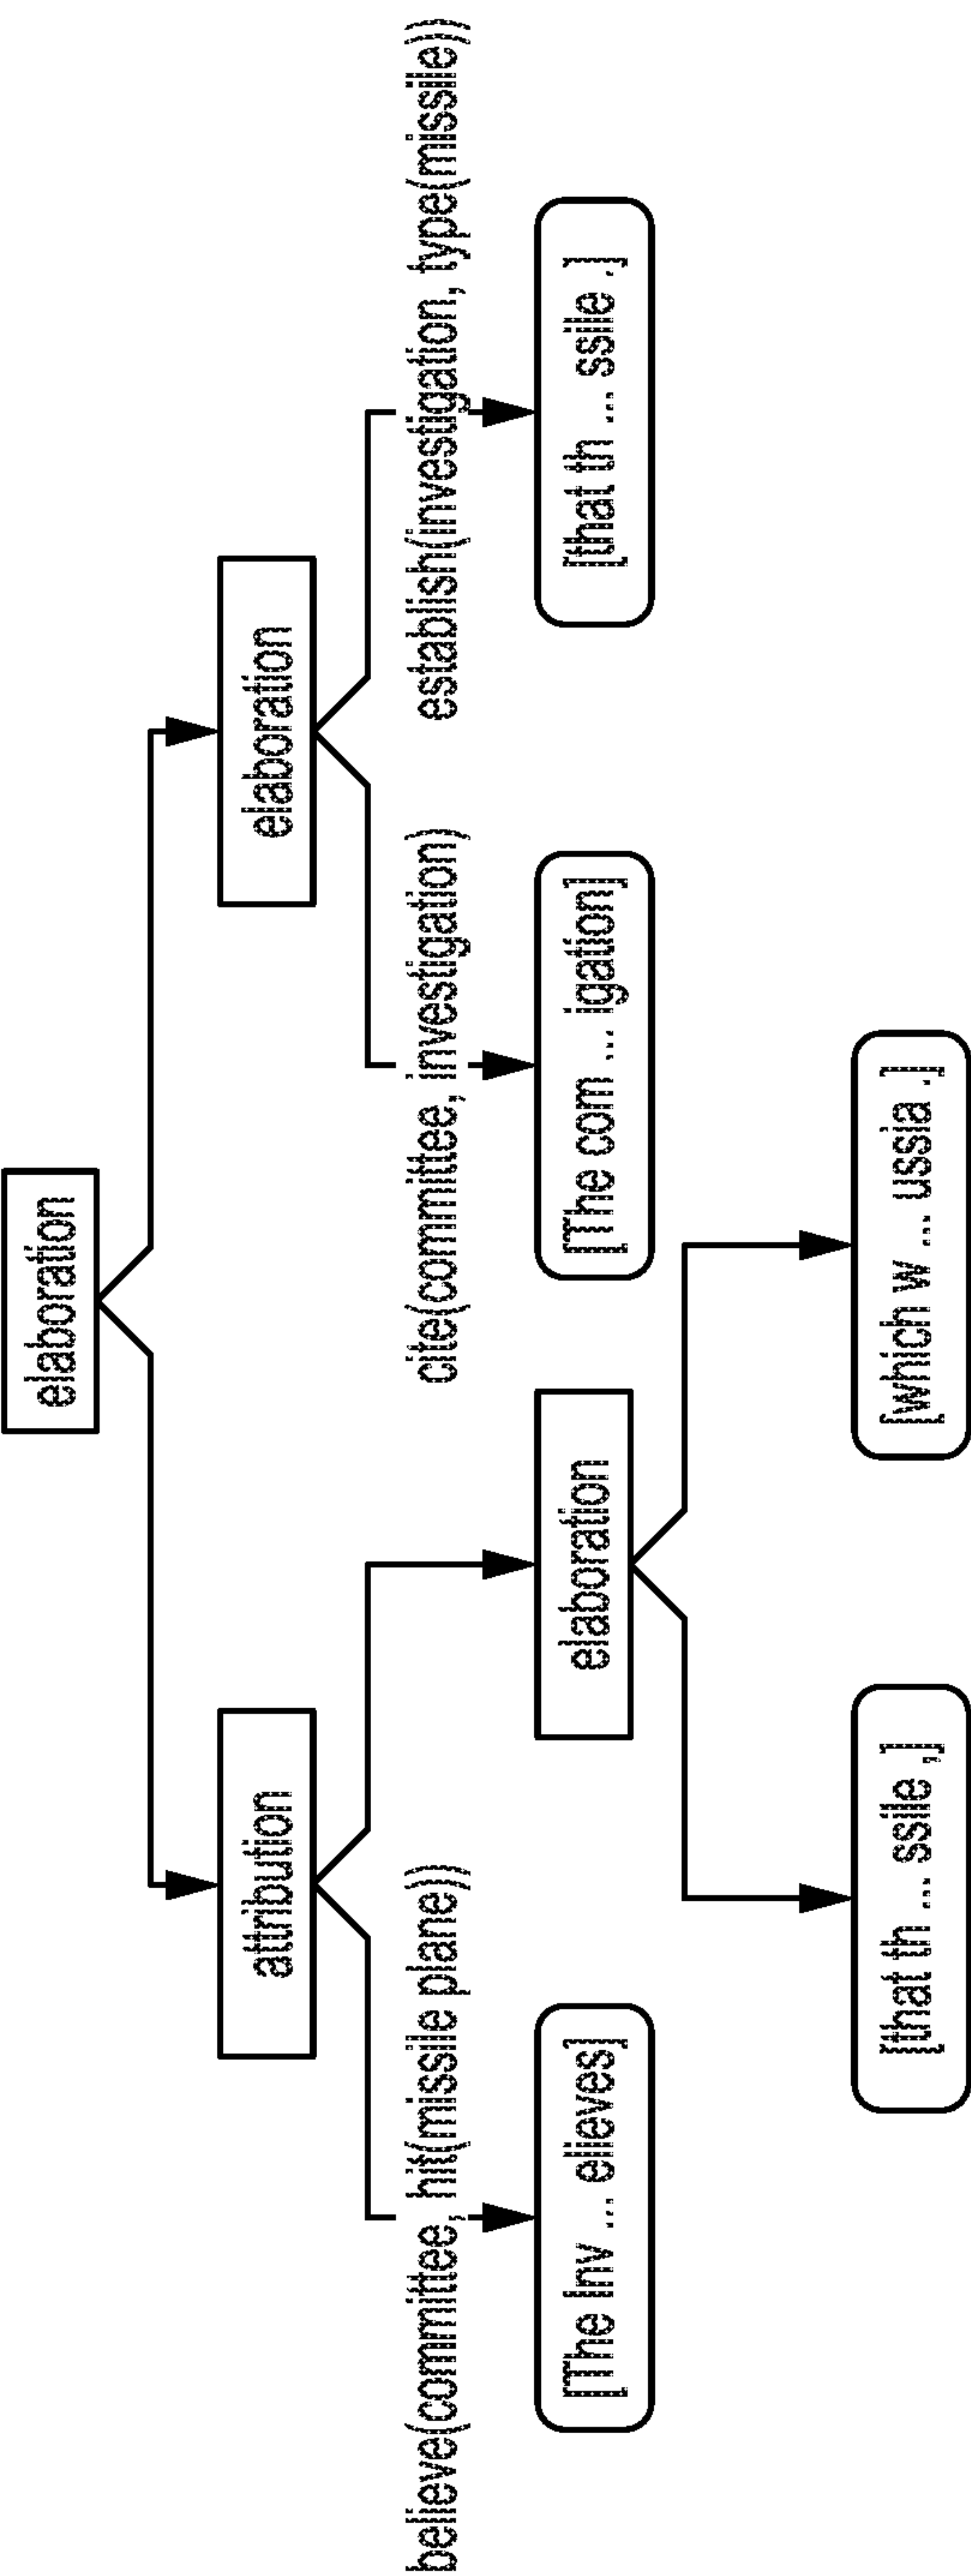 elaboration
attribution
elaboration
believe(committee, hit(missile plane))
cite(committee, investigation)
establish(investigation, type(missile))
[The Inv ... elieves]
elaboration
[The com ... igation]
[that th ... ssile .]
[that th ... ssile ,]
[which w ... ussia .]